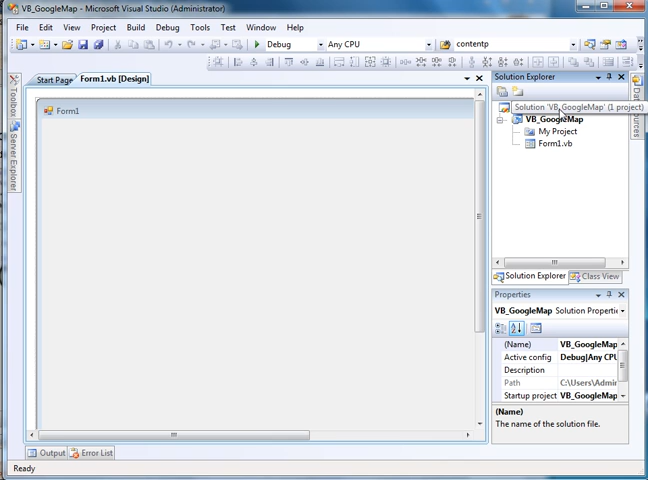 VB_GoogleMap - Microsoft Visual Studio (Administrator)
File Edit View Project Build Debug Tools Test Window Help
Debug Any CPU contentp
Start Page Form1.vb [Design]
Solution Explorer
Toolbox
Server Explorer
Form1
Solution 'VB_GoogleMap' (1 project)
VB_GoogleMap
My Project
Form1.vb
Solution Explorer Class View
Properties
VB_GoogleMap Solution Properti
(Name) VB_GoogleMap
Active config Debug|Any CPU
Description
Path C:\Users\Admin
Startup project VB_GoogleMap
(Name)
The name of the solution file.
Output Error List
Ready